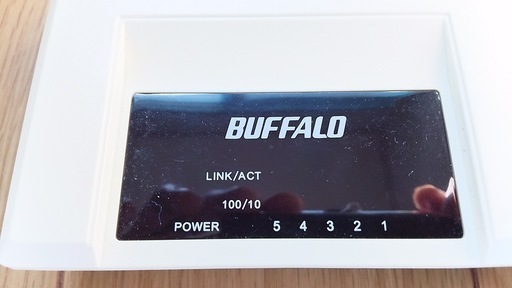 BUFFALO
LINK/ACT
100/10
POWER 5 4 3 2 1